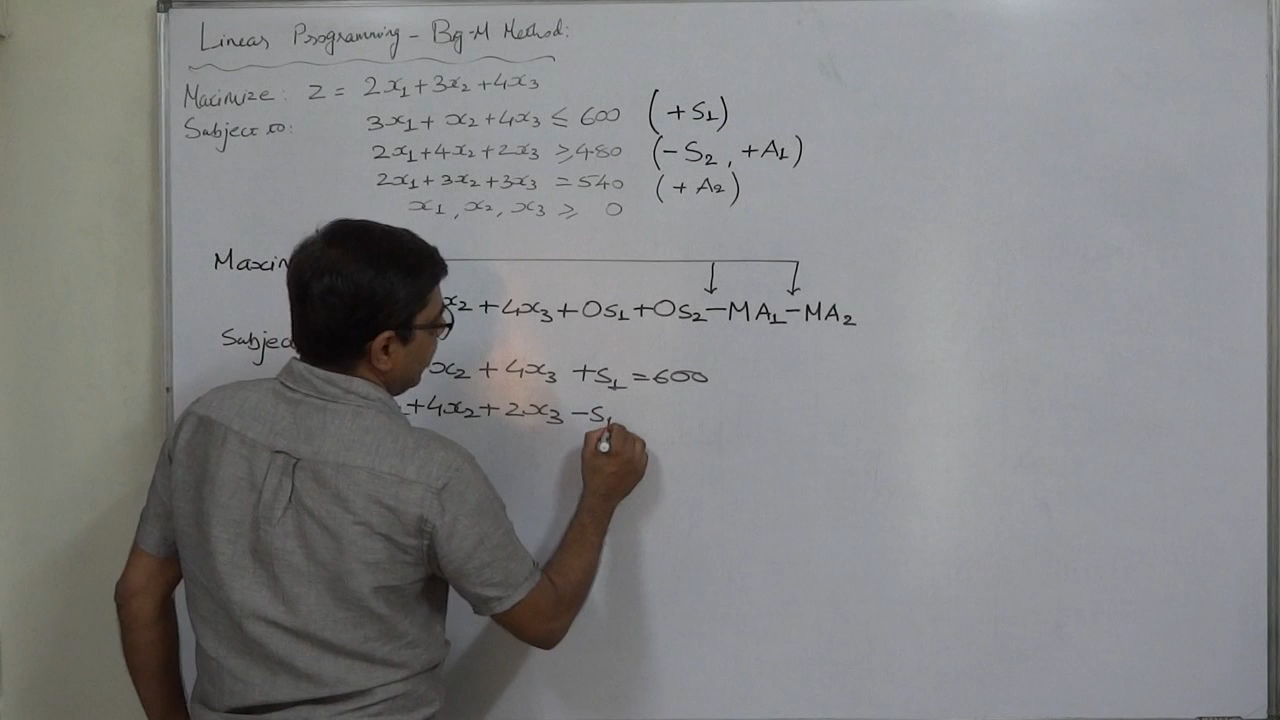 Linear Programming - Big-M Method:
Maximize: Z = 2x1 + 3x2 + 4x3
Subject to:
3x1 + x2 + 4x3 ≤ 600 (+S1)
2x1 + 4x2 + 2x3 ≥ 480 (-S2, +A1)
2x1 + 3x2 + 3x3 = 540 (+A2)
x1, x2, x3 ≥ 0
Maxim
x2 + 4x3 + 0S1 + 0S2 - MA1 - MA2
Subjec
x2 + 4x3 + S1 = 600
+ 4x2 + 2x3 - S